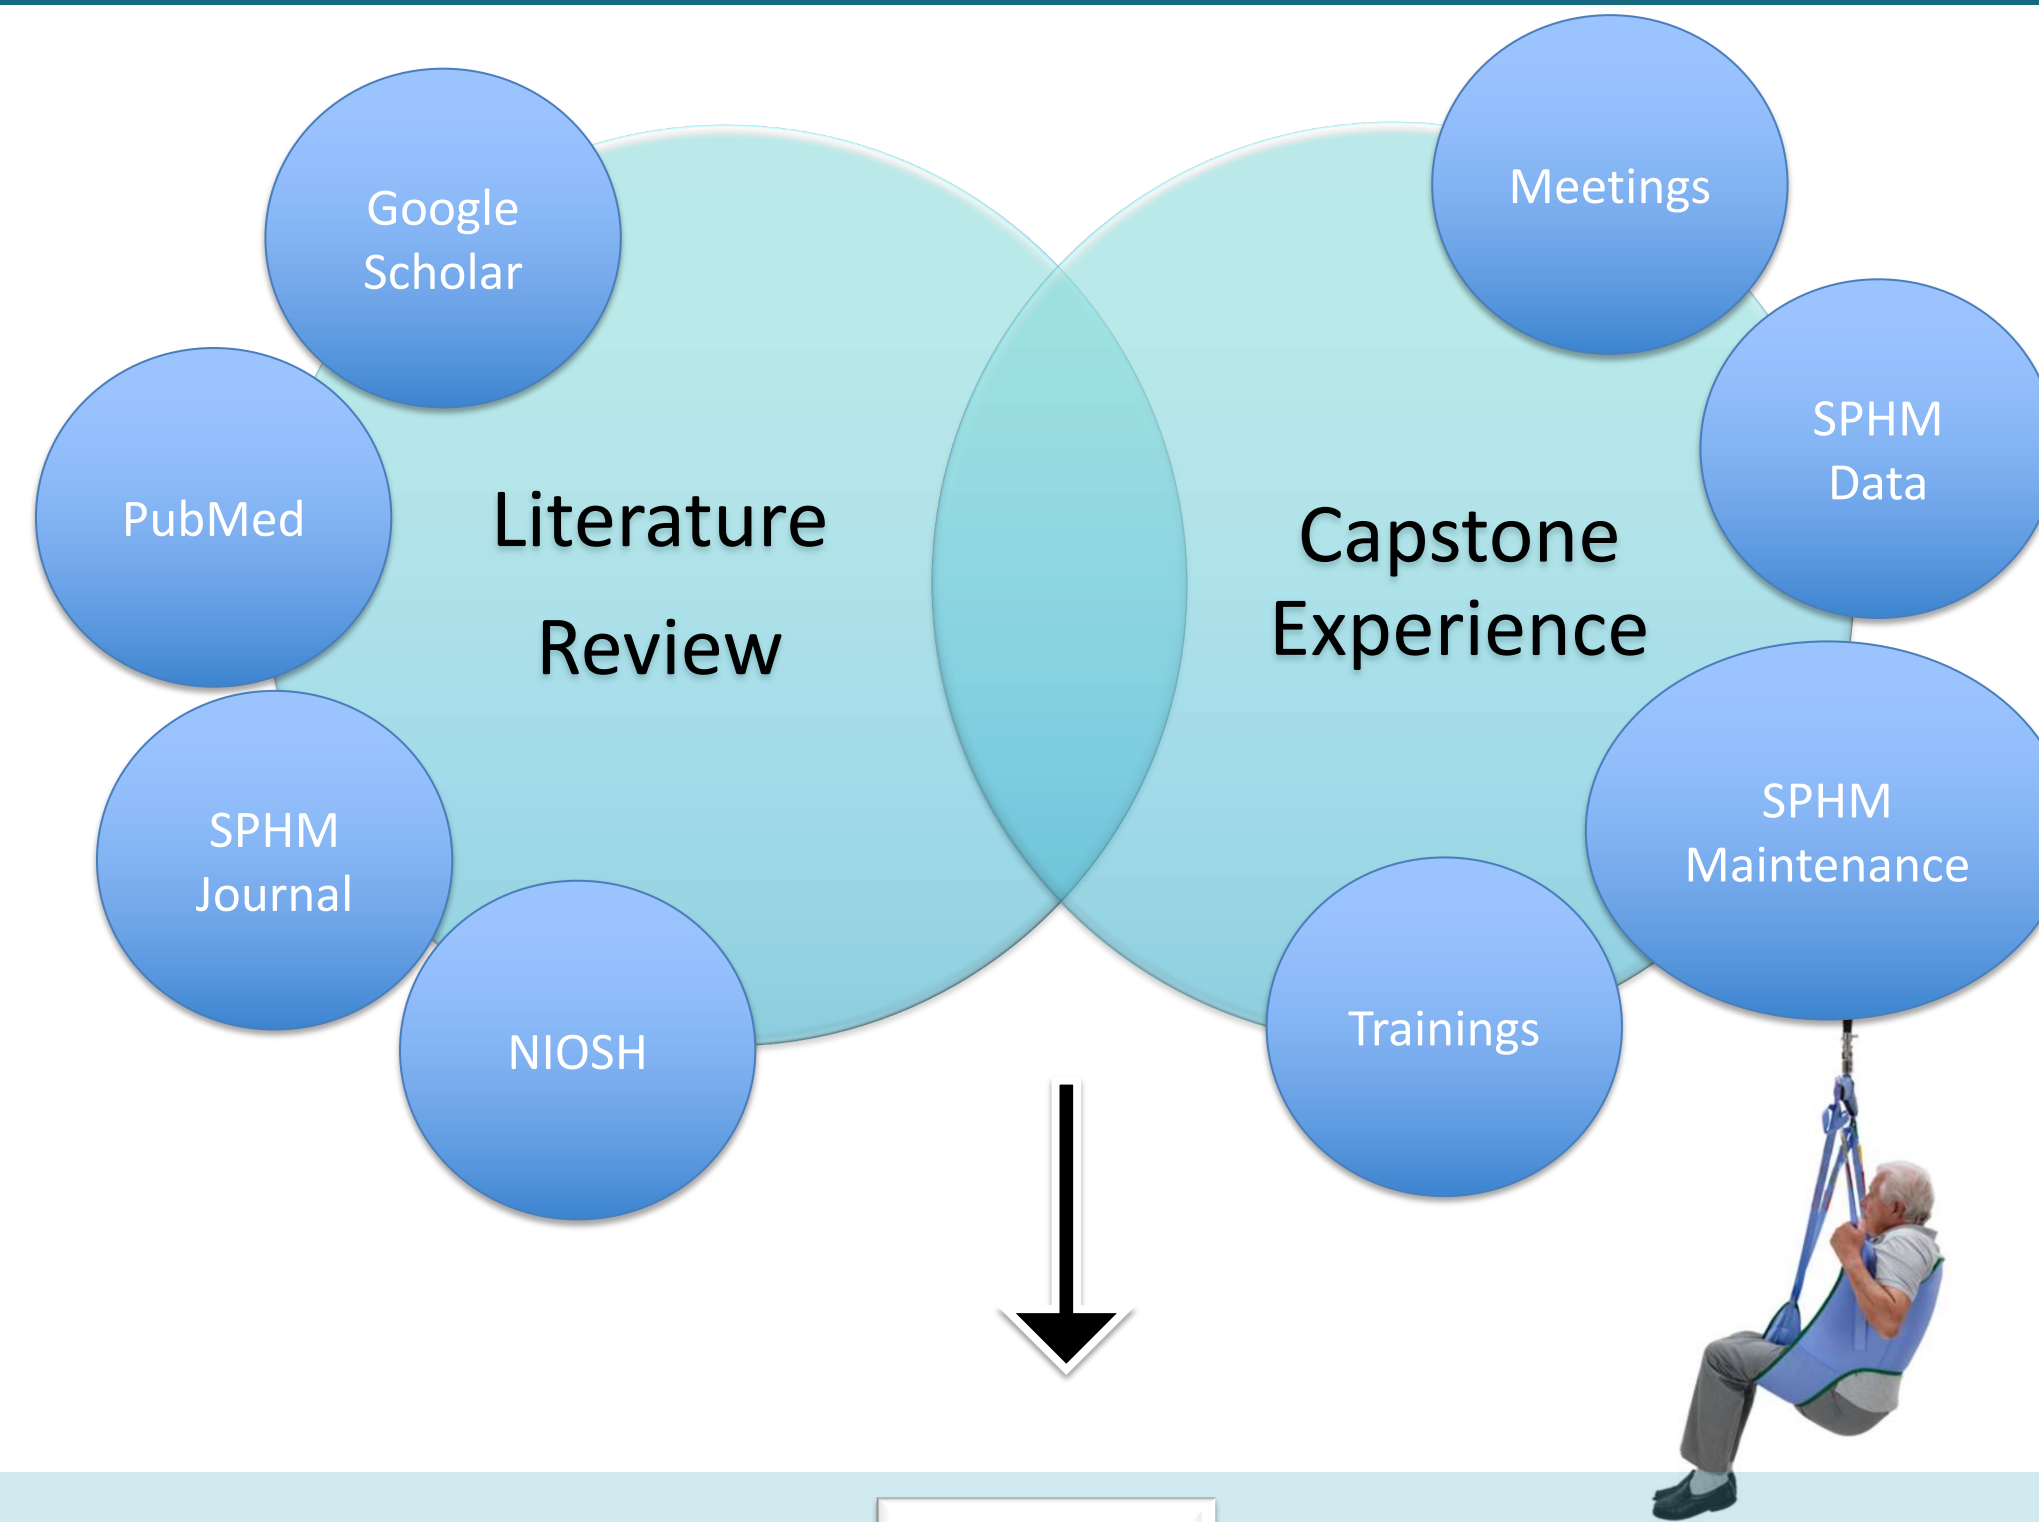 Google
Scholar
PubMed
SPHM
Journal
NIOSH
Literature
Review
Capstone
Experience
Meetings
SPHM
Data
SPHM
Maintenance
Trainings